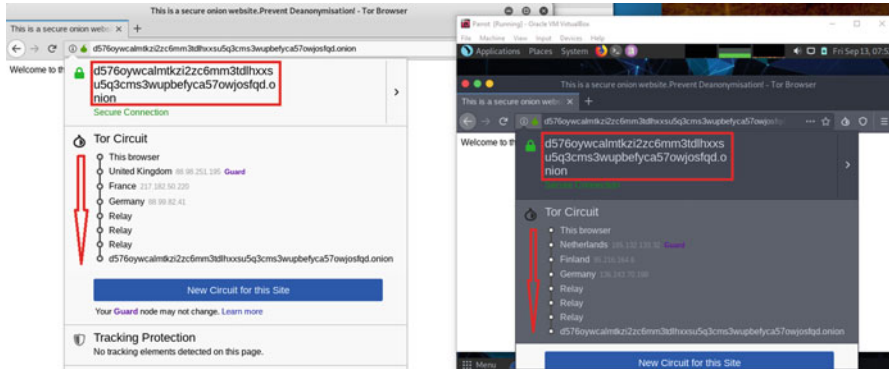 This is a secure onion website.Prevent Deanonymisation! - Tor Browser
This is a secure onion websi
d576oywcalmtkzi2zc6mm3tdlhxxsu5q3cms3wupbefyca57owjosfqd.onion
Welcome to th
d576oywcalmtkzi2zc6mm3tdlhxxs
u5q3cms3wupbefyca57owjosfqd.o
nion
Secure Connection
Tor Circuit
This browser
United Kingdom Guard
France 217.182.50.220
Germany
Relay
Relay
Relay
d576oywcalmtkzi2zc6mm3tdlhxxsu5q3cms3wupbefyca57owjosfqd.onion
New Circuit for this Site
Your Guard node may not change. Learn more
Tracking Protection
No tracking elements detected on this page.
Parrot [Running] - Oracle VM VirtualBox
File Machine View Input Devices Help
Applications Places System
Fri Sep 13, 07:5
This is a secure onion website.Prevent Deanonymisation! - Tor Browser
This is a secure onion websi
d576oywcalmtkzi2zc6mm3tdlhxxsu5q3cms3wupbefyca57owjosf
Welcome to th
d576oywcalmtkzi2zc6mm3tdlhxxs
u5q3cms3wupbefyca57owjosfqd.o
nion
Secure Connection
Tor Circuit
This browser
Netherlands Guard
Finland
Germany
Relay
Relay
Relay
d576oywcalmtkzi2zc6mm3tdlhxxsu5q3cms3wupbefyca57owjosfqd.onion
New Circuit for this Site
Menu